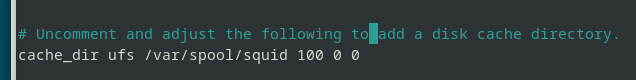 # Uncomment and adjust the following to add a disk cache directory.
cache_dir ufs /var/spool/squid 100 0 0